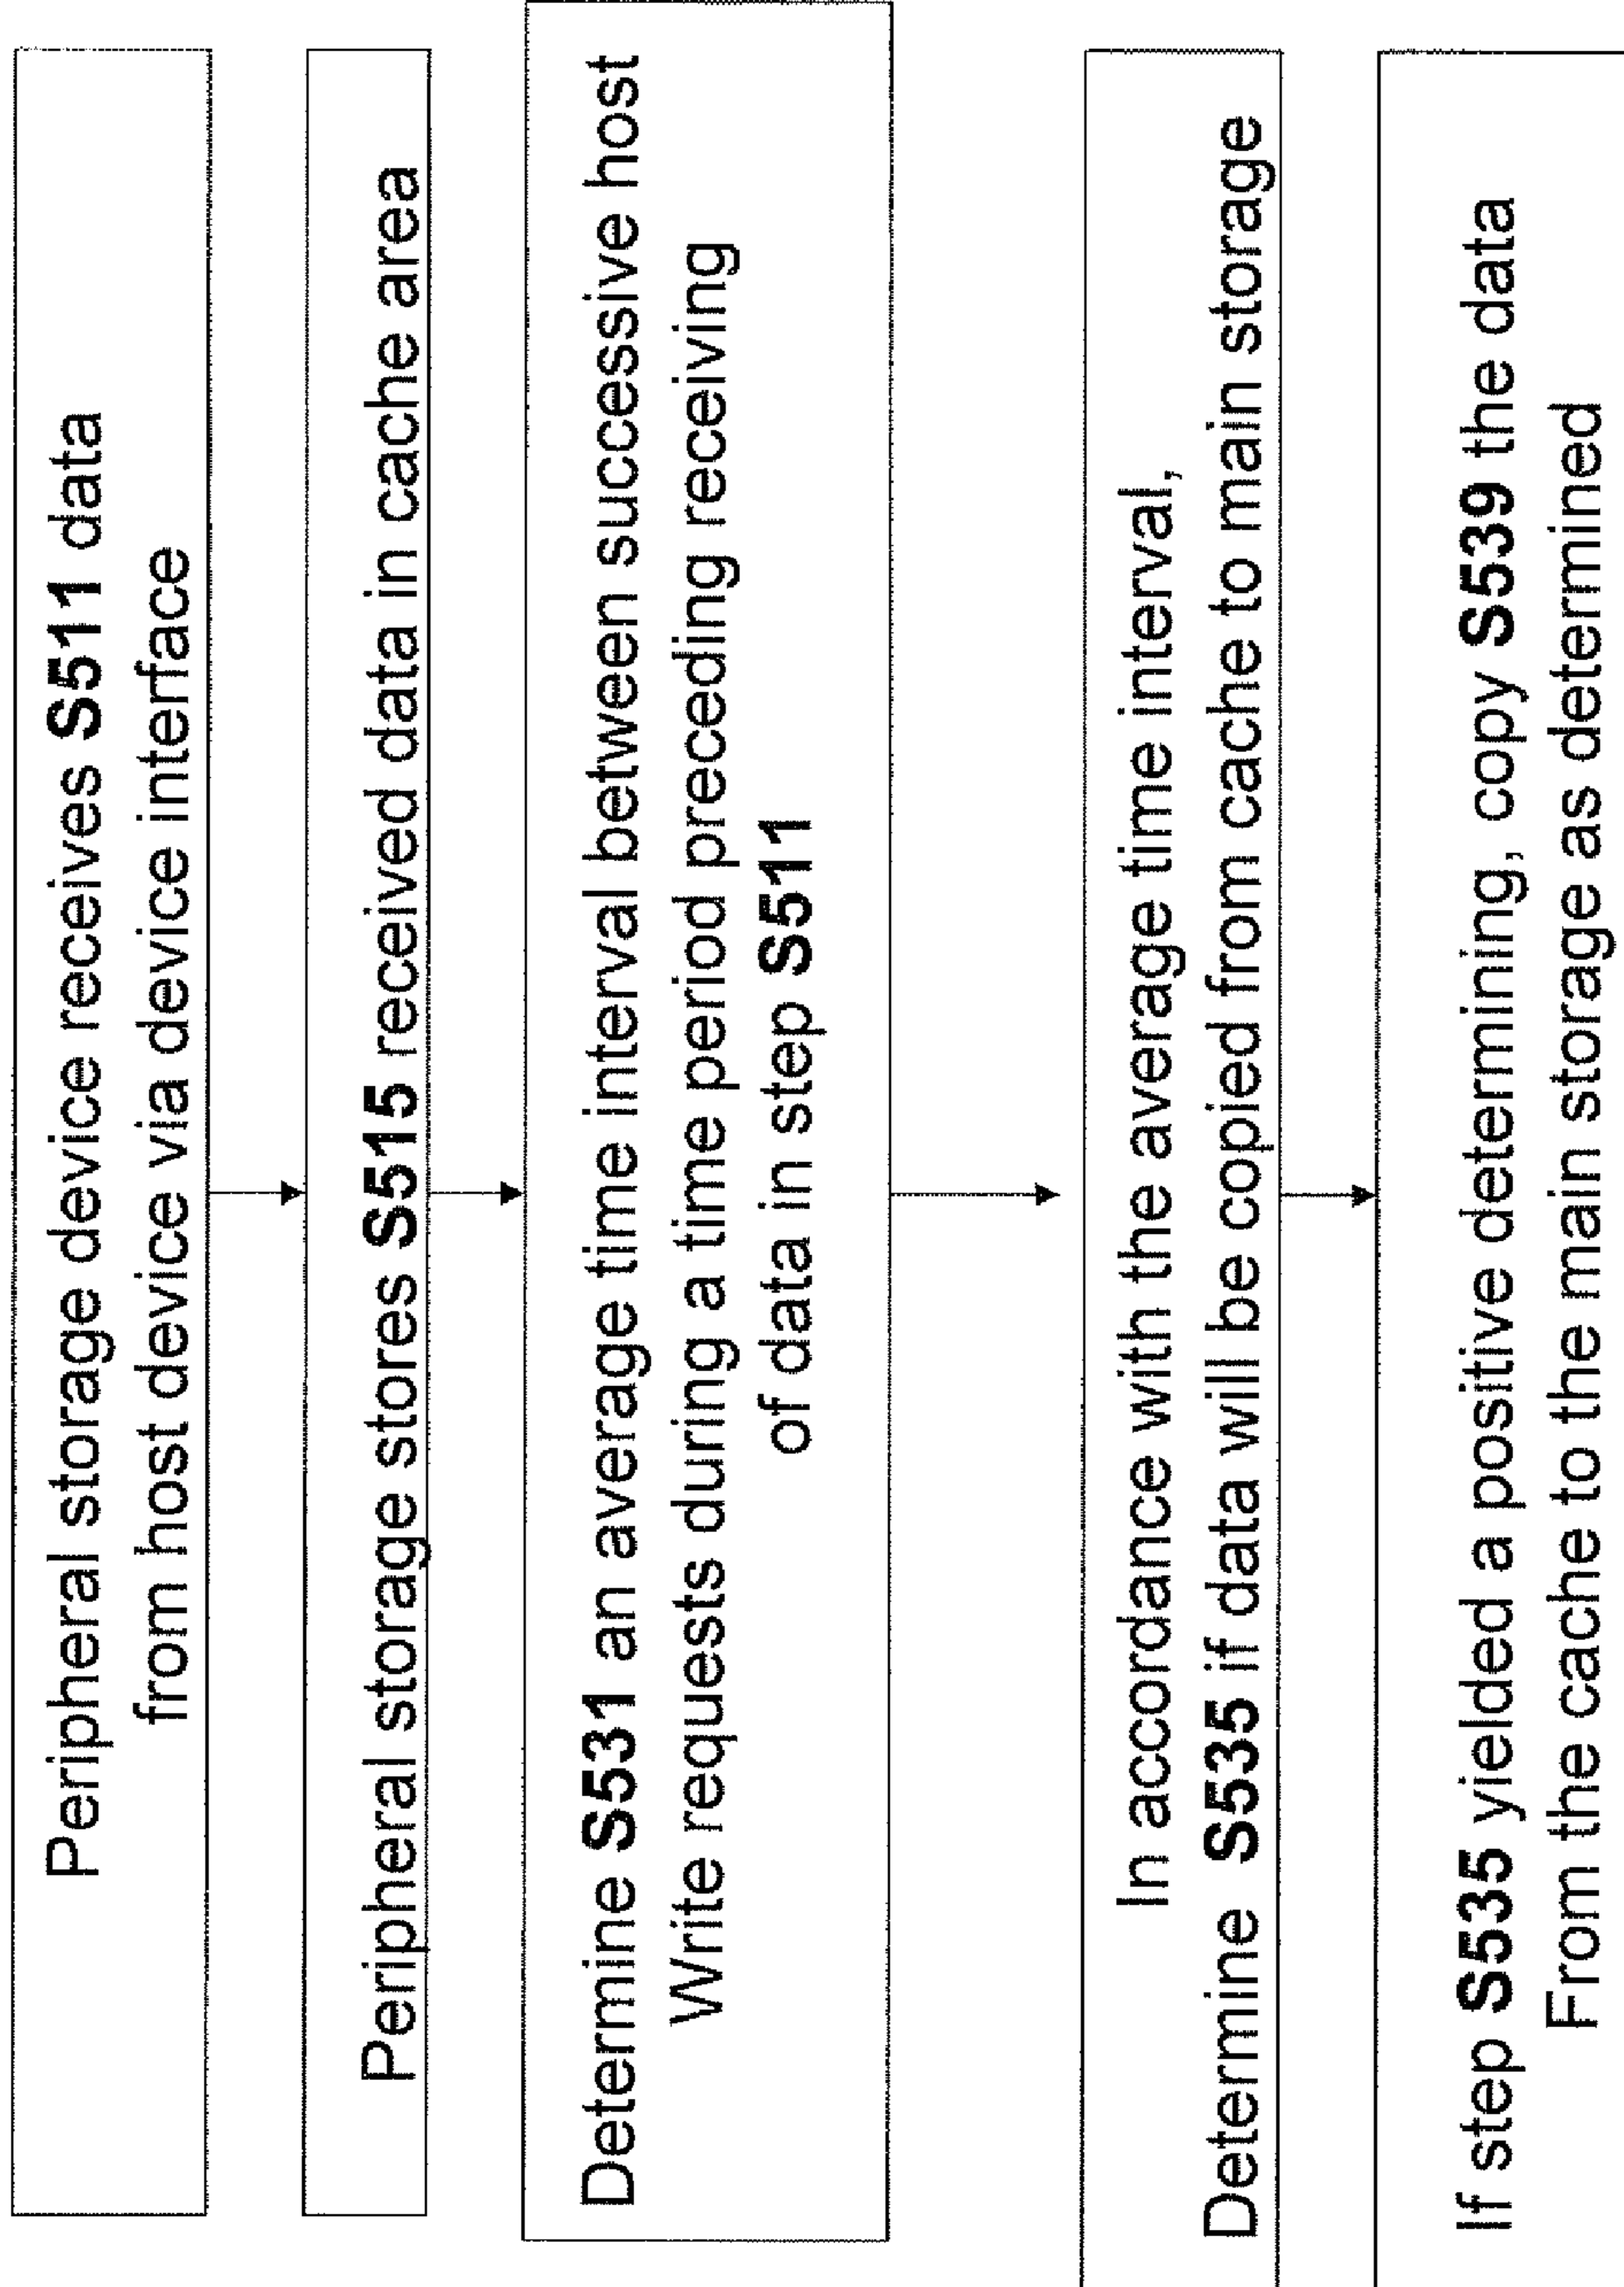 Peripheral storage device receives S511 data
from host device via device interface
Peripheral storage stores S515 received data in cache area
Determine S531 an average time interval between successive host
Write requests during a time period preceding receiving
of data in step S511
In accordance with the average time interval,
Determine S535 if data will be copied from cache to main storage
If step S535 yielded a positive determining, copy S539 the data
From the cache to the main storage as determined